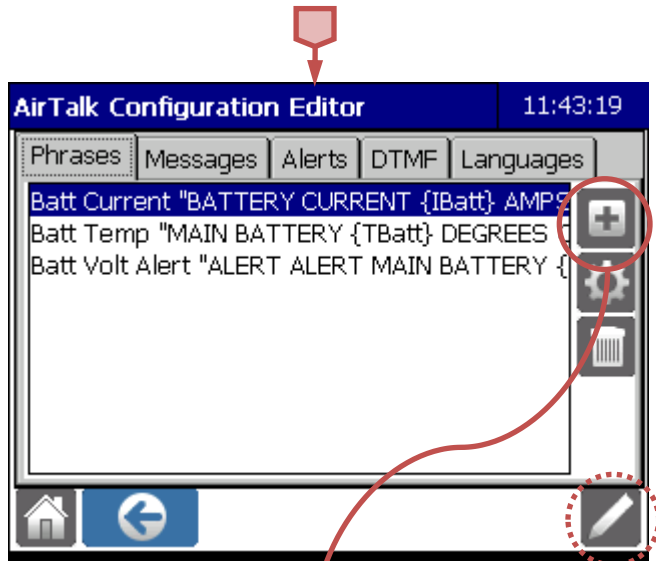 AirTalk Configuration Editor 11:43:19
Phrases Messages Alerts DTMF Languages
Batt Current "BATTERY CURRENT {IBatt} AMPS
Batt Temp "MAIN BATTERY {TBatt} DEGREES
Batt Volt Alert "ALERT ALERT MAIN BATTERY {